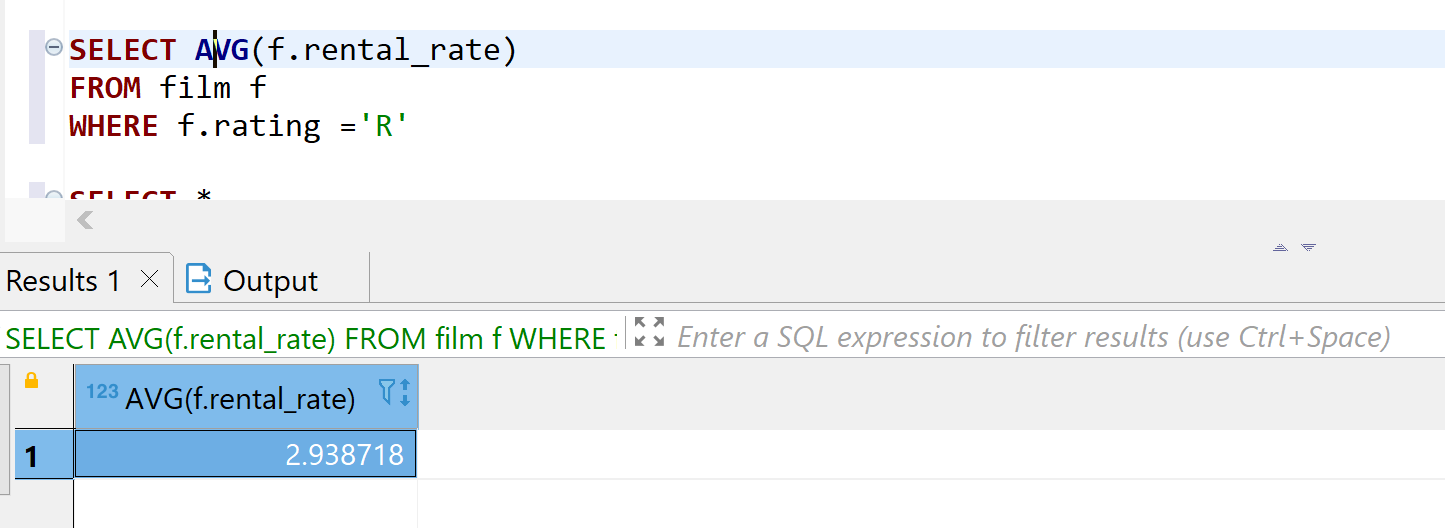 SELECT AVG(f.rental_rate)
FROM film f
WHERE f.rating ='R'
SELECT *
Results 1
Output
SELECT AVG(f.rental_rate) FROM film f WHERE
Enter a SQL expression to filter results (use Ctrl+Space)
123 AVG(f.rental_rate)
1 2.938718